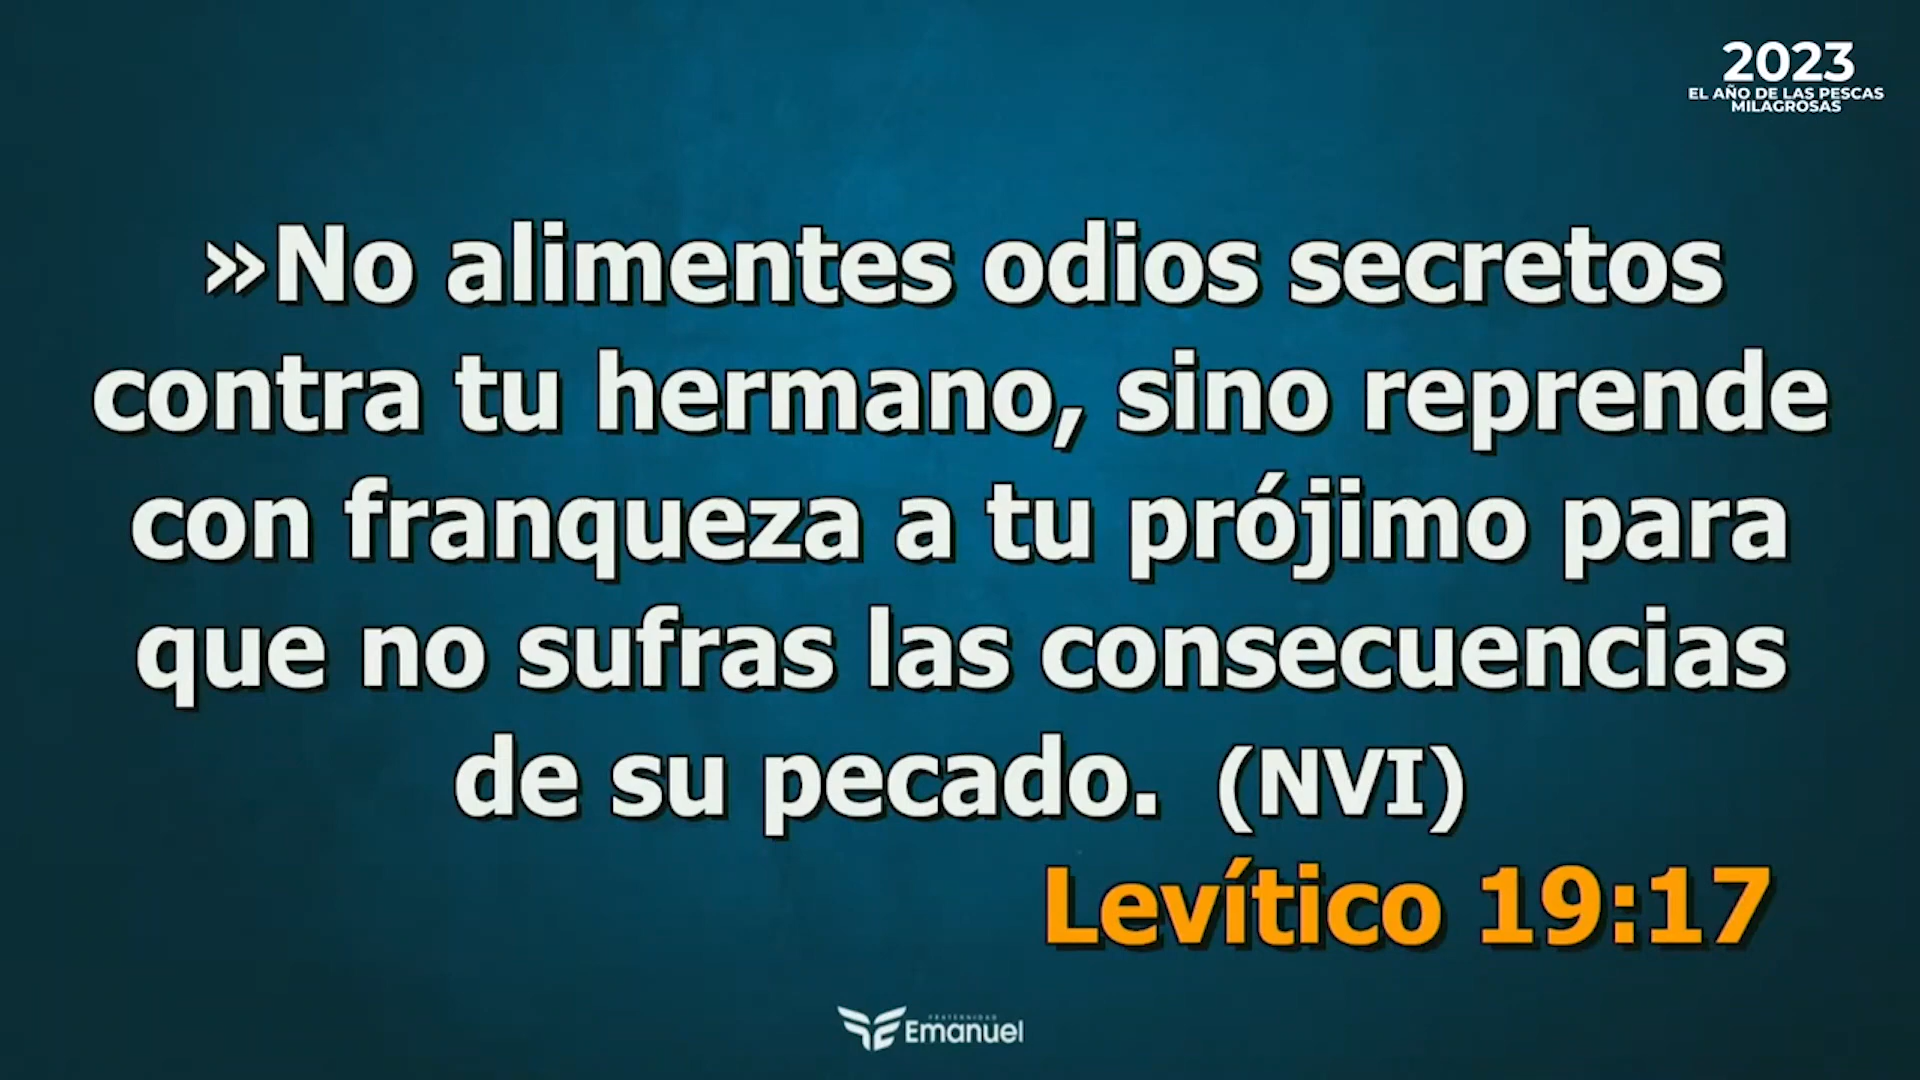 2023
EL AÑO DE LAS PESCAS
MILAGROSAS
»No alimentes odios secretos
contra tu hermano, sino reprende
con franqueza a tu prójimo para
que no sufras las consecuencias
de su pecado. (NVI)
Levítico 19:17
FRATERNIDAD
Emanuel